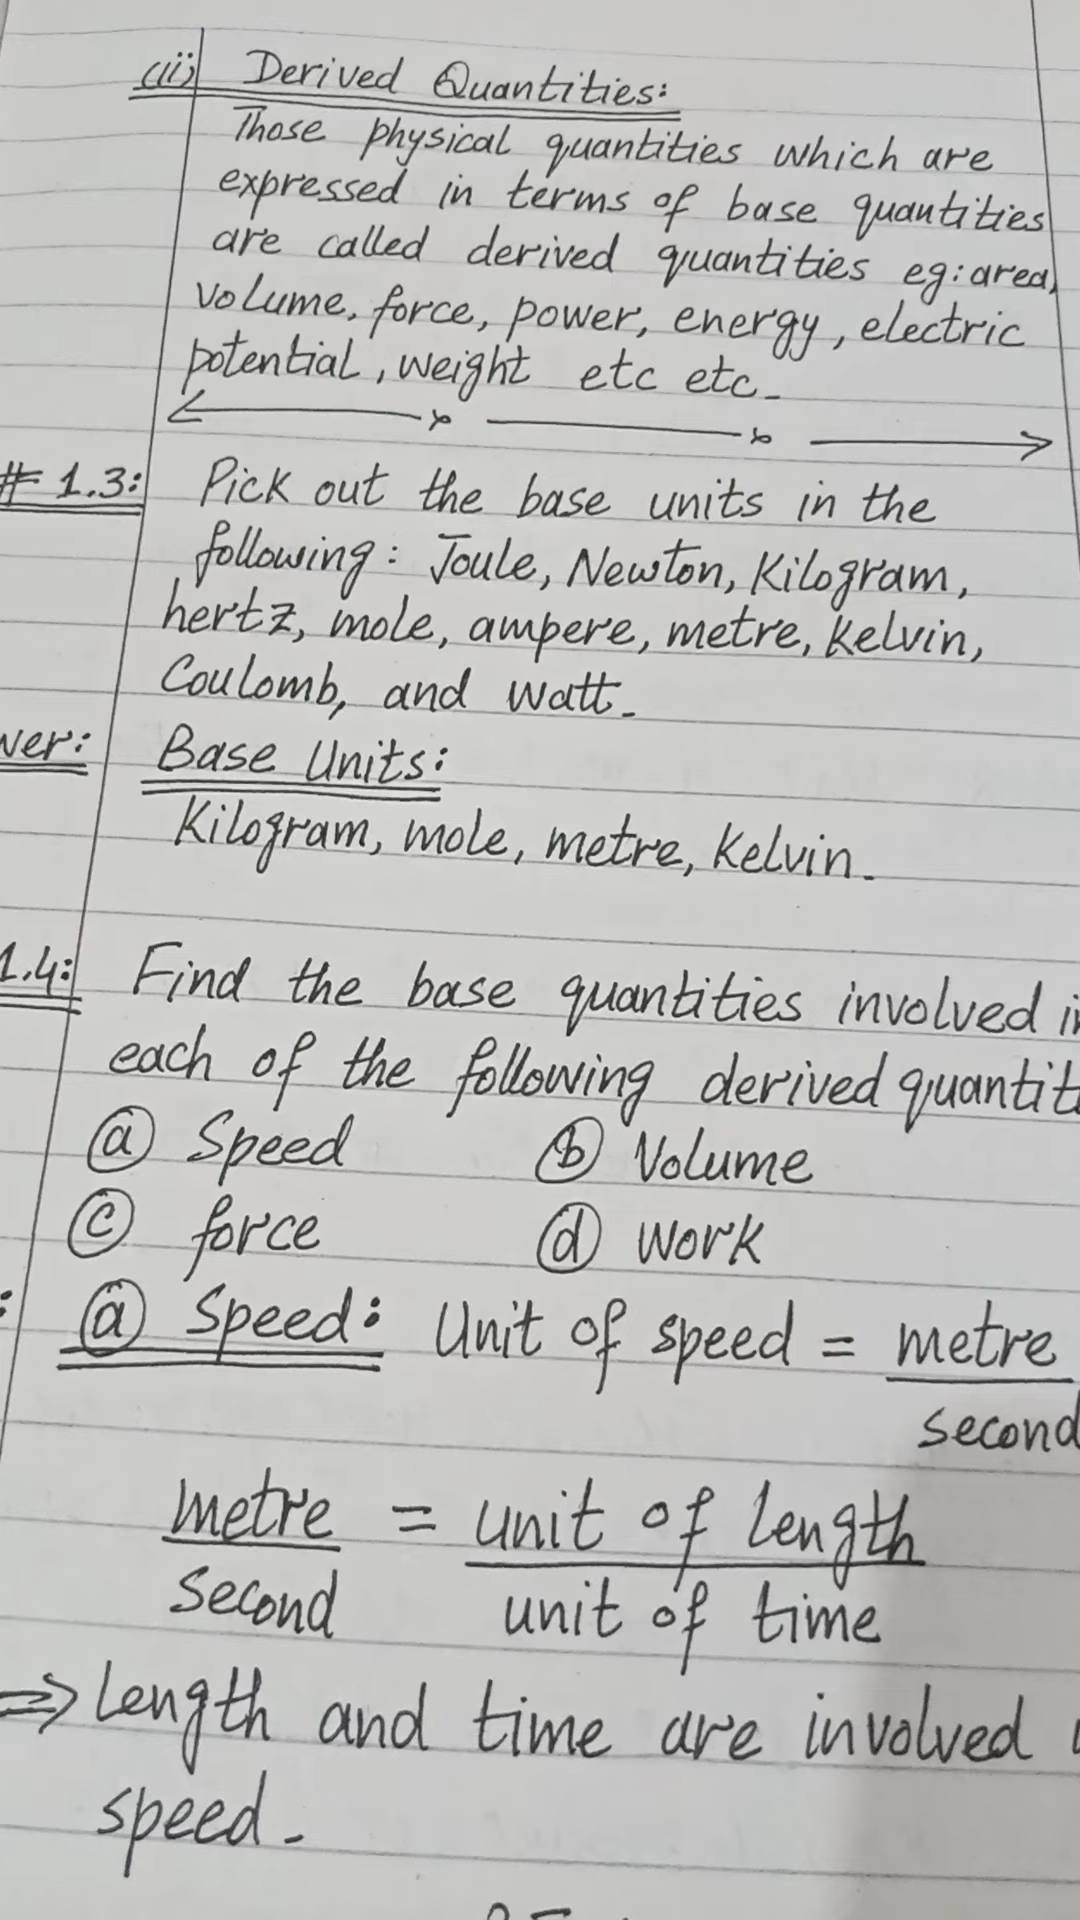 (ii) Derived Quantities:
Those physical quantities which are
expressed in terms of base quantities
are called derived quantities eg: area,
volume, force, power, energy, electric
potential, weight etc etc.
# 1.3: Pick out the base units in the
following: Joule, Newton, Kilogram,
hertz, mole, ampere, metre, Kelvin,
Coulomb, and watt.
wer: Base Units:
Kilogram, mole, metre, Kelvin.
1.4: Find the base quantities involved i
each of the following derived quantit
(a) Speed (b) Volume
(c) force (d) work
: (a) Speed: Unit of speed = metre
second
metre = unit of length
second unit of time
⇒ Length and time are involved
speed.